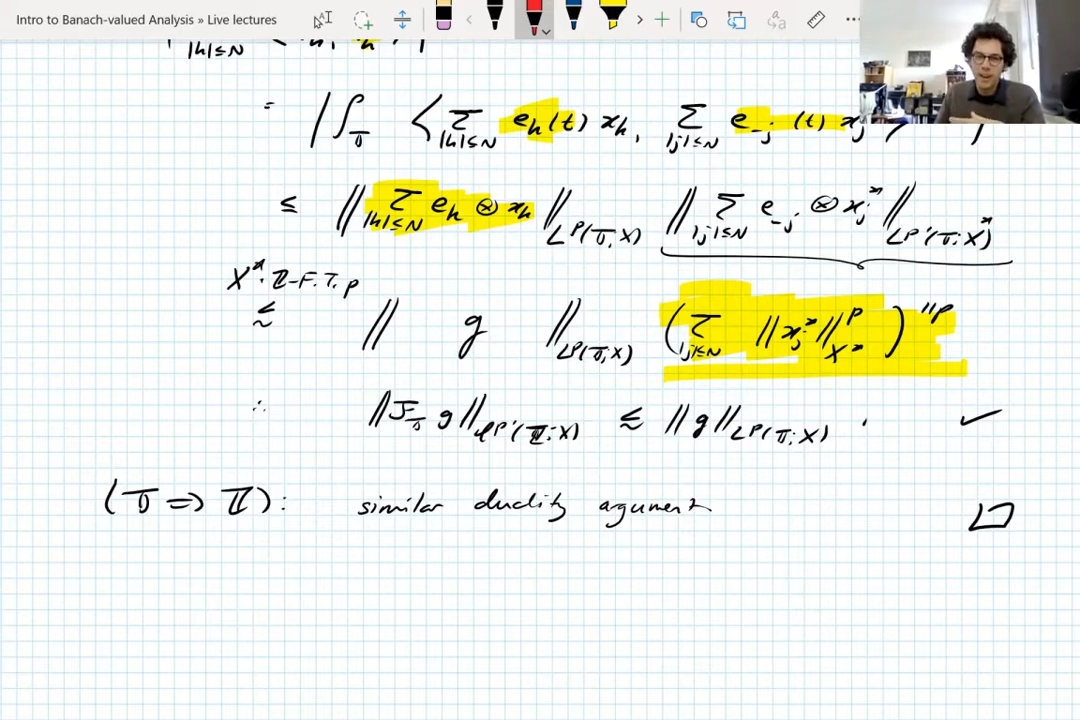 Intro to Banach-valued Analysis » Live lectures
|k|≤N
= | ∫_𝕋 ⟨ Σ_{|k|≤N} e_k(t) x_k, Σ_{|j|≤N} e_{-j}(t) x_j
≤ ‖ Σ_{|k|≤N} e_k ⊗ x_k ‖_{L^p(𝕋;X)} ‖ Σ_{|j|≤N} e_{-j} ⊗ x_j^* ‖_{L^{p'}(𝕋;X^*)}
X^*: ℤ-F.T. p
≲ ‖ g ‖_{L^p(𝕋;X)} ( Σ_{|j|≤N} ‖ x_j^* ‖_{X^*}^p )^{1/p}
∴ ‖ F_𝕋 g ‖_{ℓ^{p'}(ℤ;X)} ≲ ‖ g ‖_{L^p(𝕋;X)} . ✓
(𝕋 ⇒ ℤ): similar duality argument □